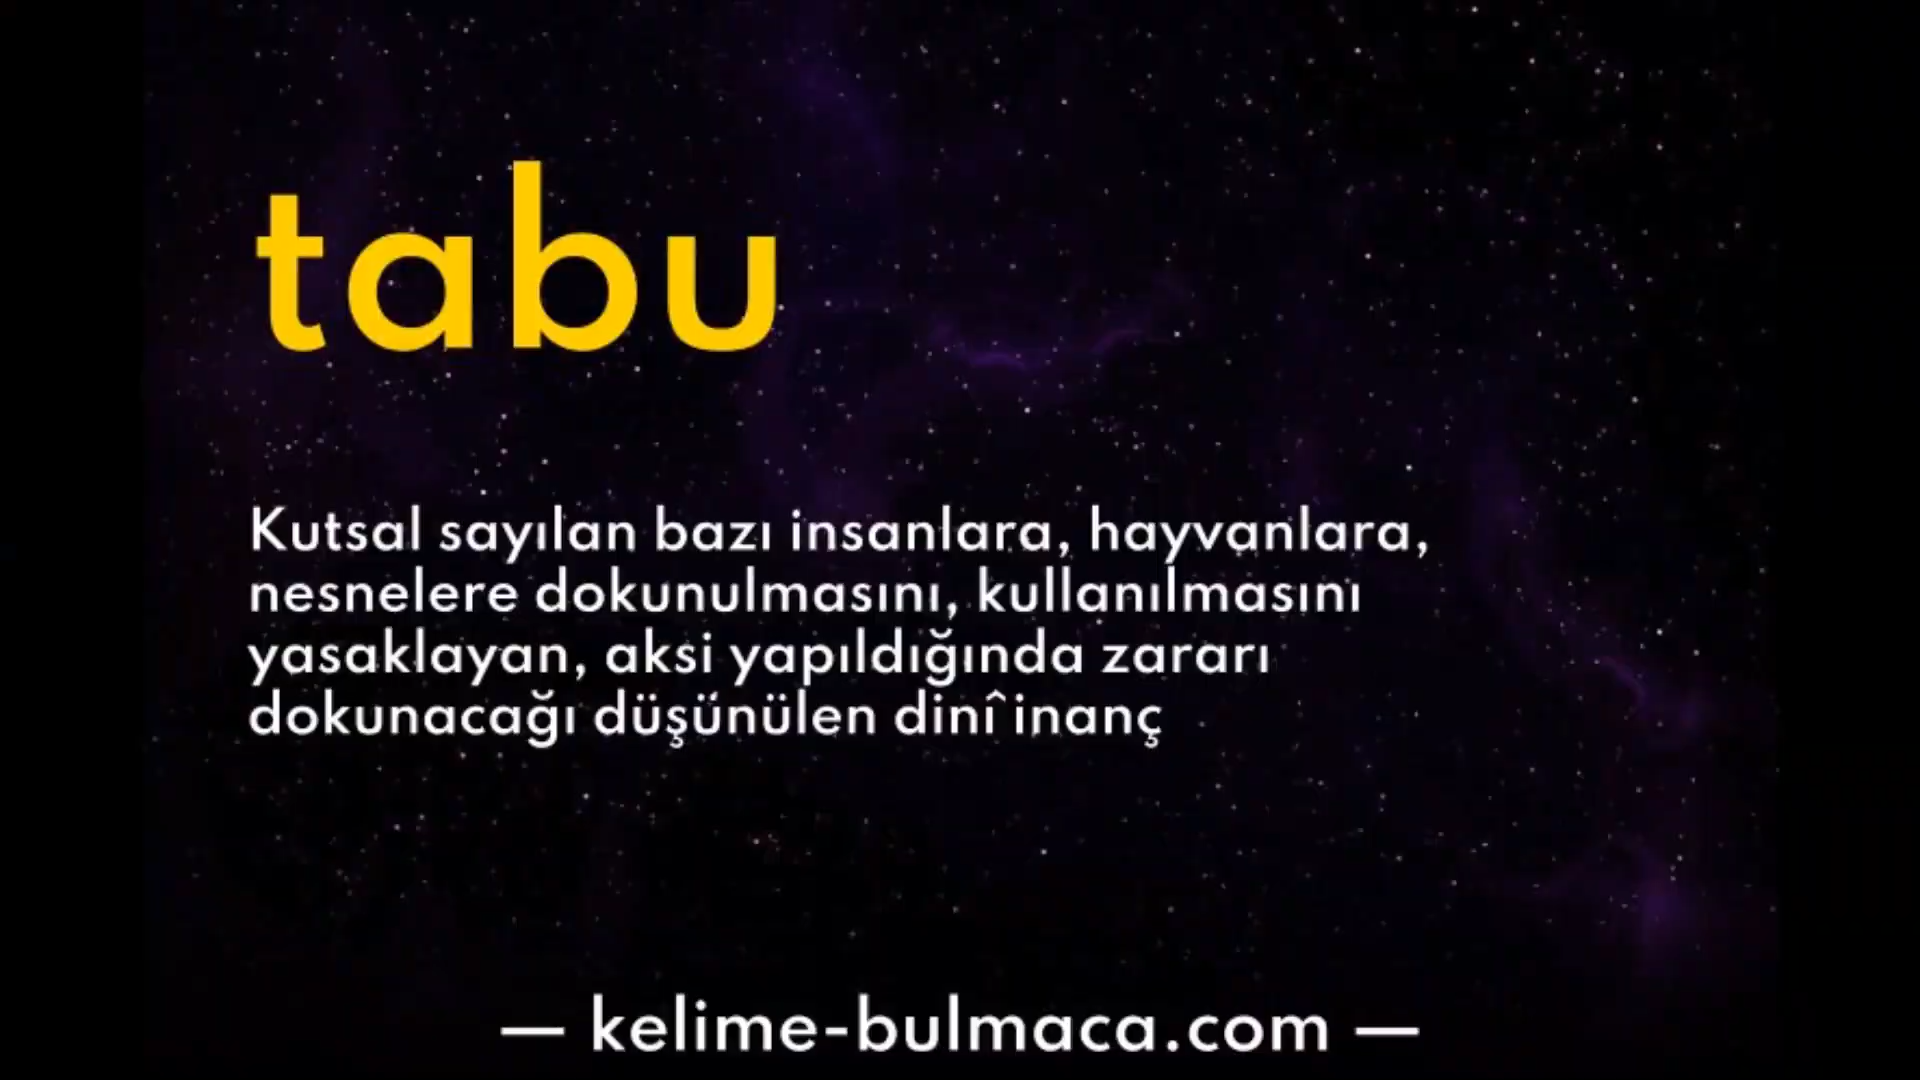 tabu
Kutsal sayılan bazı insanlara, hayvanlara,
nesnelere dokunulmasını, kullanılmasını
yasaklayan, aksi yapıldığında zararı
dokunacağı düşünülen dinî inanç
— kelime-bulmaca.com —